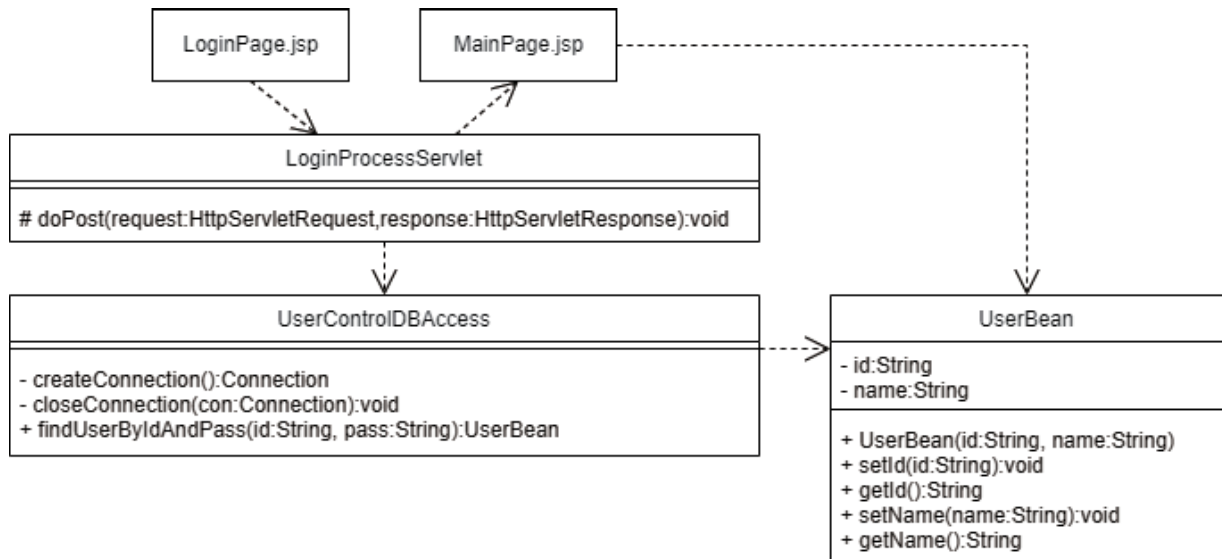 LoginPage.jsp
MainPage.jsp
LoginProcessServlet
# doPost(request:HttpServletRequest,response:HttpServletResponse):void
UserControlDBAccess
- createConnection():Connection
- closeConnection(con:Connection):void
+ findUserByIdAndPass(id:String, pass:String):UserBean
UserBean
- id:String
- name:String
+ UserBean(id:String, name:String)
+ setId(id:String):void
+ getId():String
+ setName(name:String):void
+ getName():String